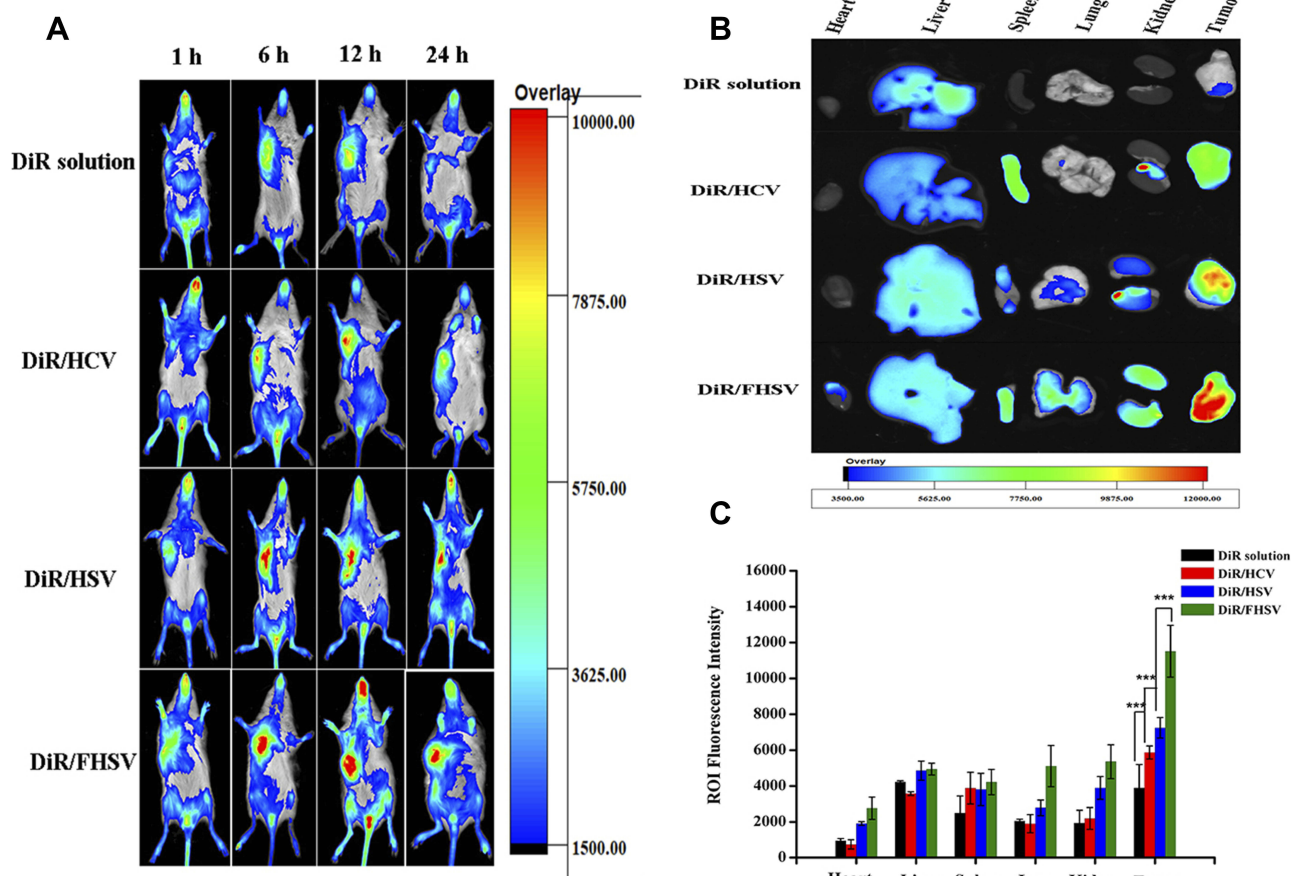 A
1 h 6 h 12 h 24 h
DiR solution
DiR/HCV
DiR/HSV
DiR/FHSV
Overlay
10000.00
7875.00
5750.00
3625.00
1500.00
B
Heart Liver Spleen Lung
DiR solution
DiR/HCV
DiR/HSV
DiR/FHSV
Overlay
3500.00 5625.00 7750.00 9875.00 12000.00
C
DiR solution
DiR/HCV
DiR/HSV
DiR/FHSV
ROI Fluorescence Intensity
16000
14000
12000
10000
8000
6000
4000
2000
0
***
***
***